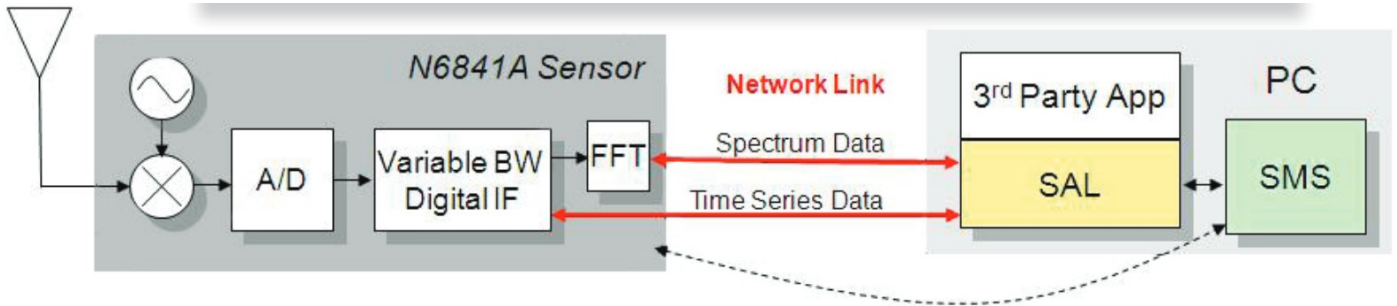 N6841A Sensor
A/D
Variable BW
Digital IF
FFT
Network Link
Spectrum Data
Time Series Data
3rd Party App
SAL
PC
SMS